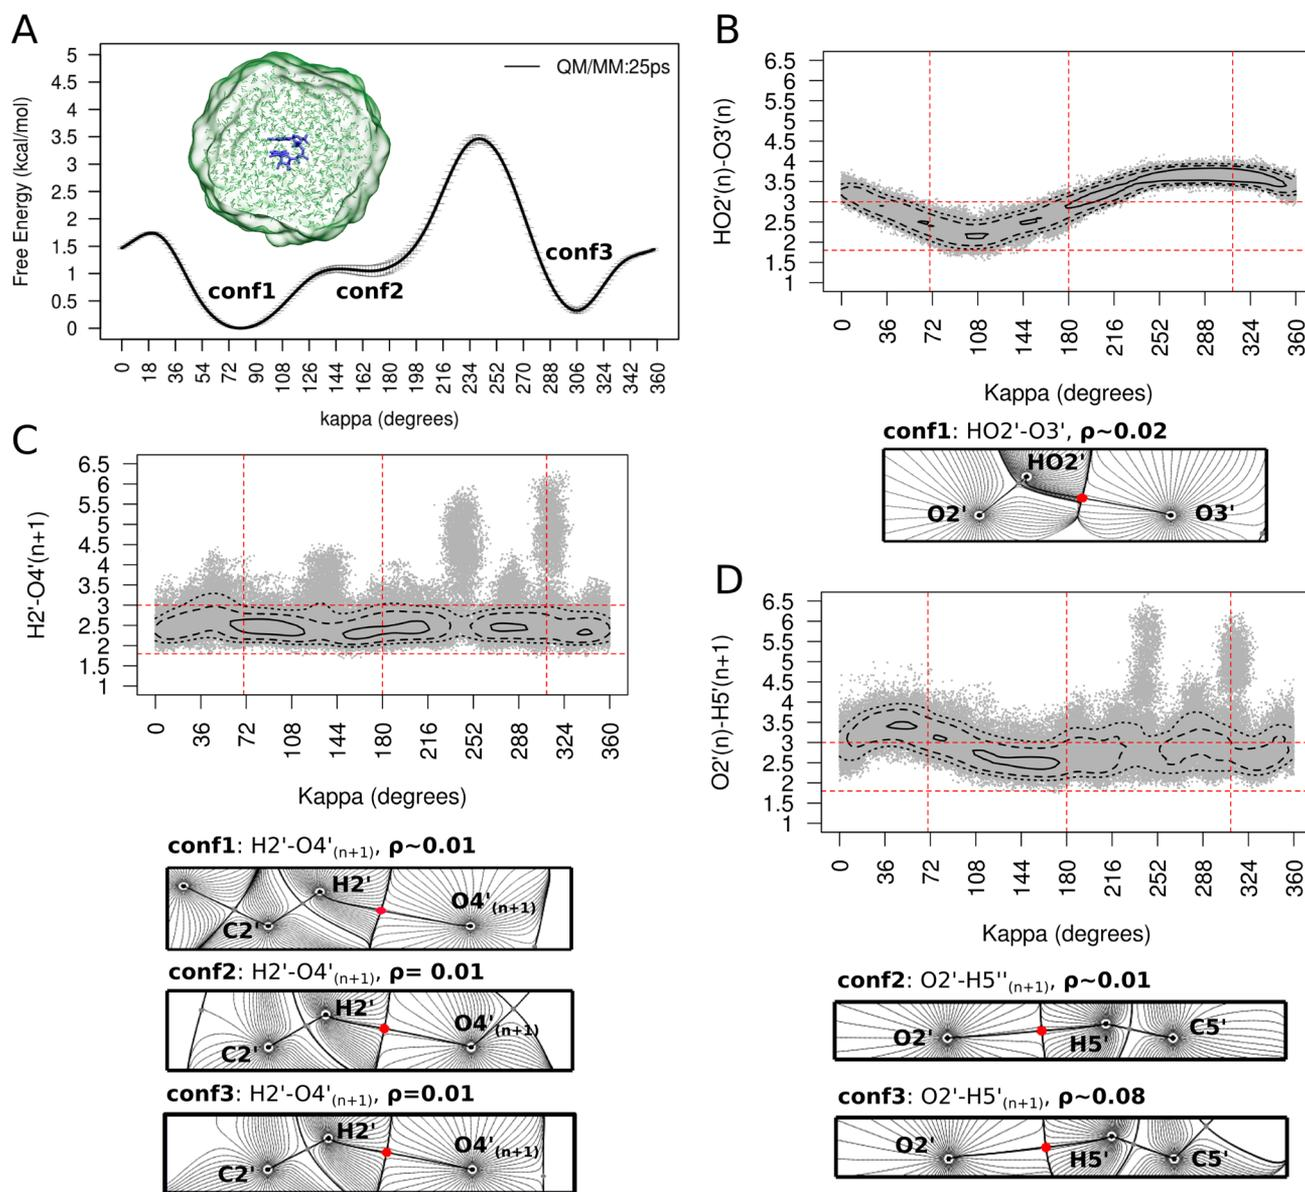 A
Free Energy (kcal/mol)
5
4.5
4
3.5
3
2.5
2
1.5
1
0.5
0
QM/MM:25ps
conf1
conf2
conf3
0 18 36 54 72 90 108 126 144 162 180 198 216 234 252 270 288 306 324 342 360
kappa (degrees)
B
HO2'(n)-O3'(n)
6.5
6
5.5
5
4.5
4
3.5
3
2.5
2
1.5
1
0 36 72 108 144 180 216 252 288 324 360
Kappa (degrees)
conf1: HO2'-O3', ρ~0.02
HO2'
O2'
O3'
C
H2'-O4'(n+1)
6.5
6
5.5
5
4.5
4
3.5
3
2.5
2
1.5
1
0 36 72 108 144 180 216 252 288 324 360
Kappa (degrees)
conf1: H2'-O4'(n+1), ρ~0.01
H2'
O4'(n+1)
C2'
conf2: H2'-O4'(n+1), ρ= 0.01
H2'
O4'(n+1)
C2'
conf3: H2'-O4'(n+1), ρ=0.01
H2'
O4'(n+1)
C2'
D
O2'(n)-H5'(n+1)
6.5
6
5.5
5
4.5
4
3.5
3
2.5
2
1.5
1
0 36 72 108 144 180 216 252 288 324 360
Kappa (degrees)
conf2: O2'-H5''(n+1), ρ~0.01
O2'
H5'
C5'
conf3: O2'-H5'(n+1), ρ~0.08
O2'
H5'
C5'